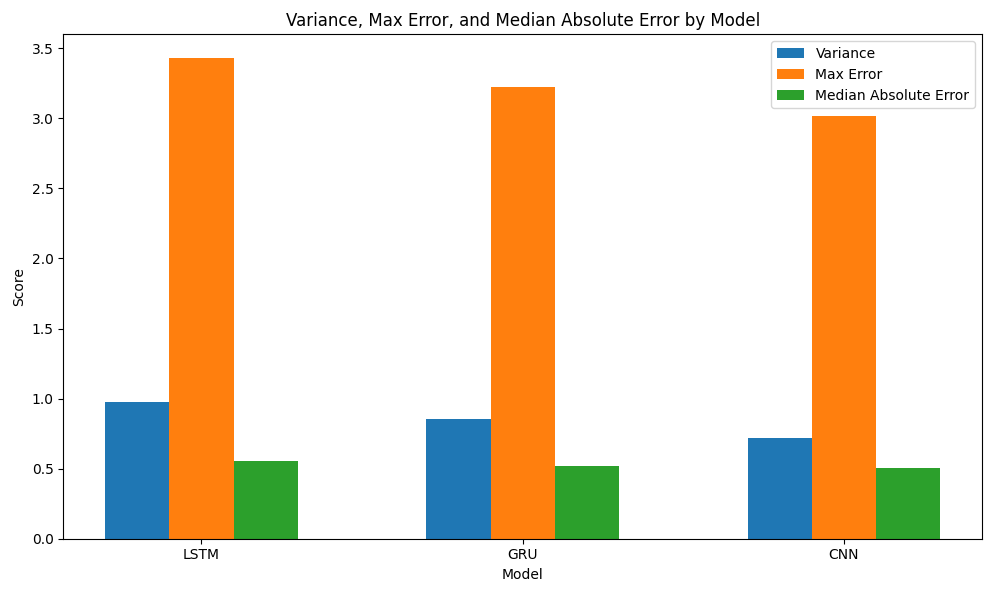 Variance, Max Error, and Median Absolute Error by Model
Variance
Max Error
Median Absolute Error
3.5
3.0
2.5
2.0
1.5
1.0
0.5
0.0
Score
LSTM
GRU
CNN
Model